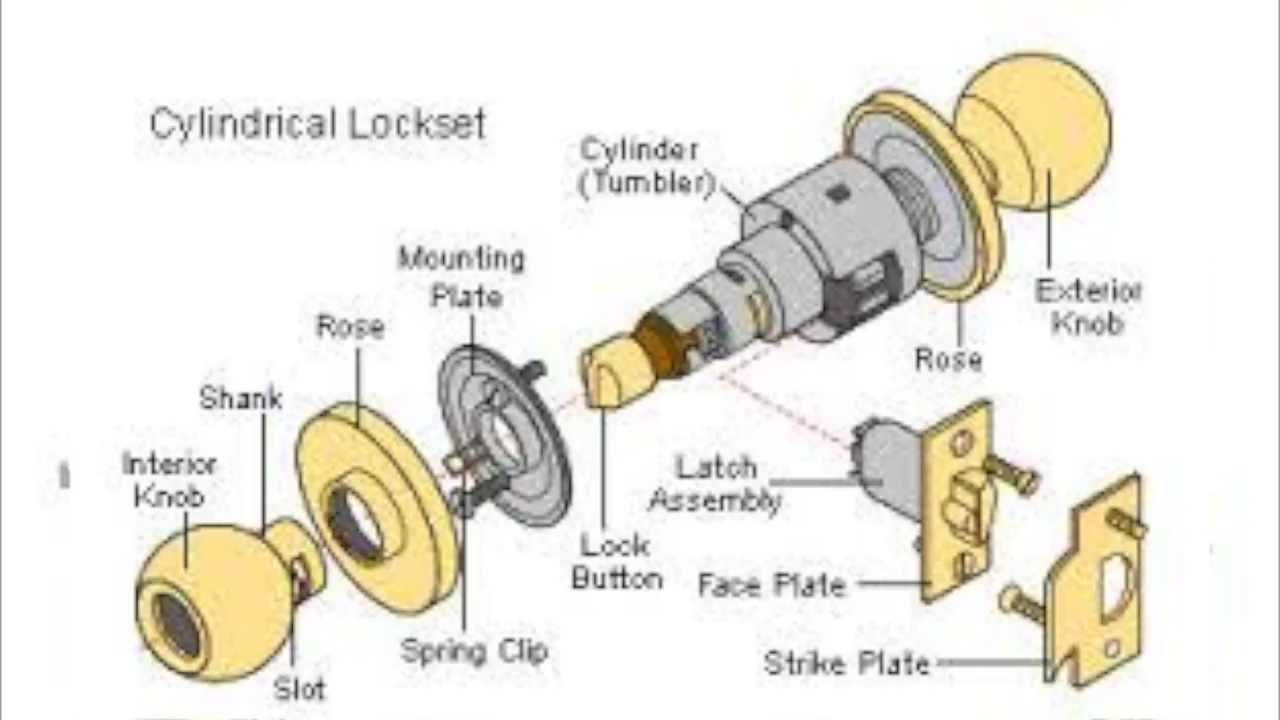 Cylindrical Lockset
Cylinder
(Tumbler)
Mounting
Plate
Exterior
Knob
Rose
Rose
Shank
Interior
Knob
Latch
Assembly
Lock
Button
Face Plate
Spring Clip
Strike Plate
Slot